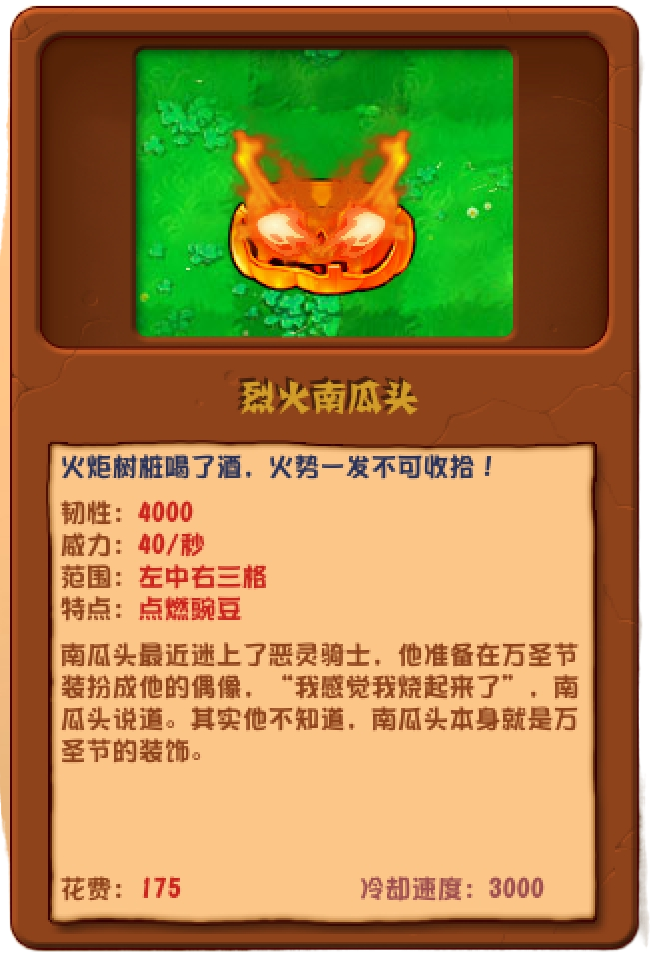 烈火南瓜头
火炬树桩喝了酒，火势一发不可收拾！
韧性：4000
威力：40/秒
范围：左中右三格
特点：点燃豌豆
南瓜头最近迷上了恶灵骑士，他准备在万圣节
装扮成他的偶像，“我感觉我烧起来了”，南
瓜头说道。其实他不知道，南瓜头本身就是万
圣节的装饰。
花费：175 冷却速度：3000